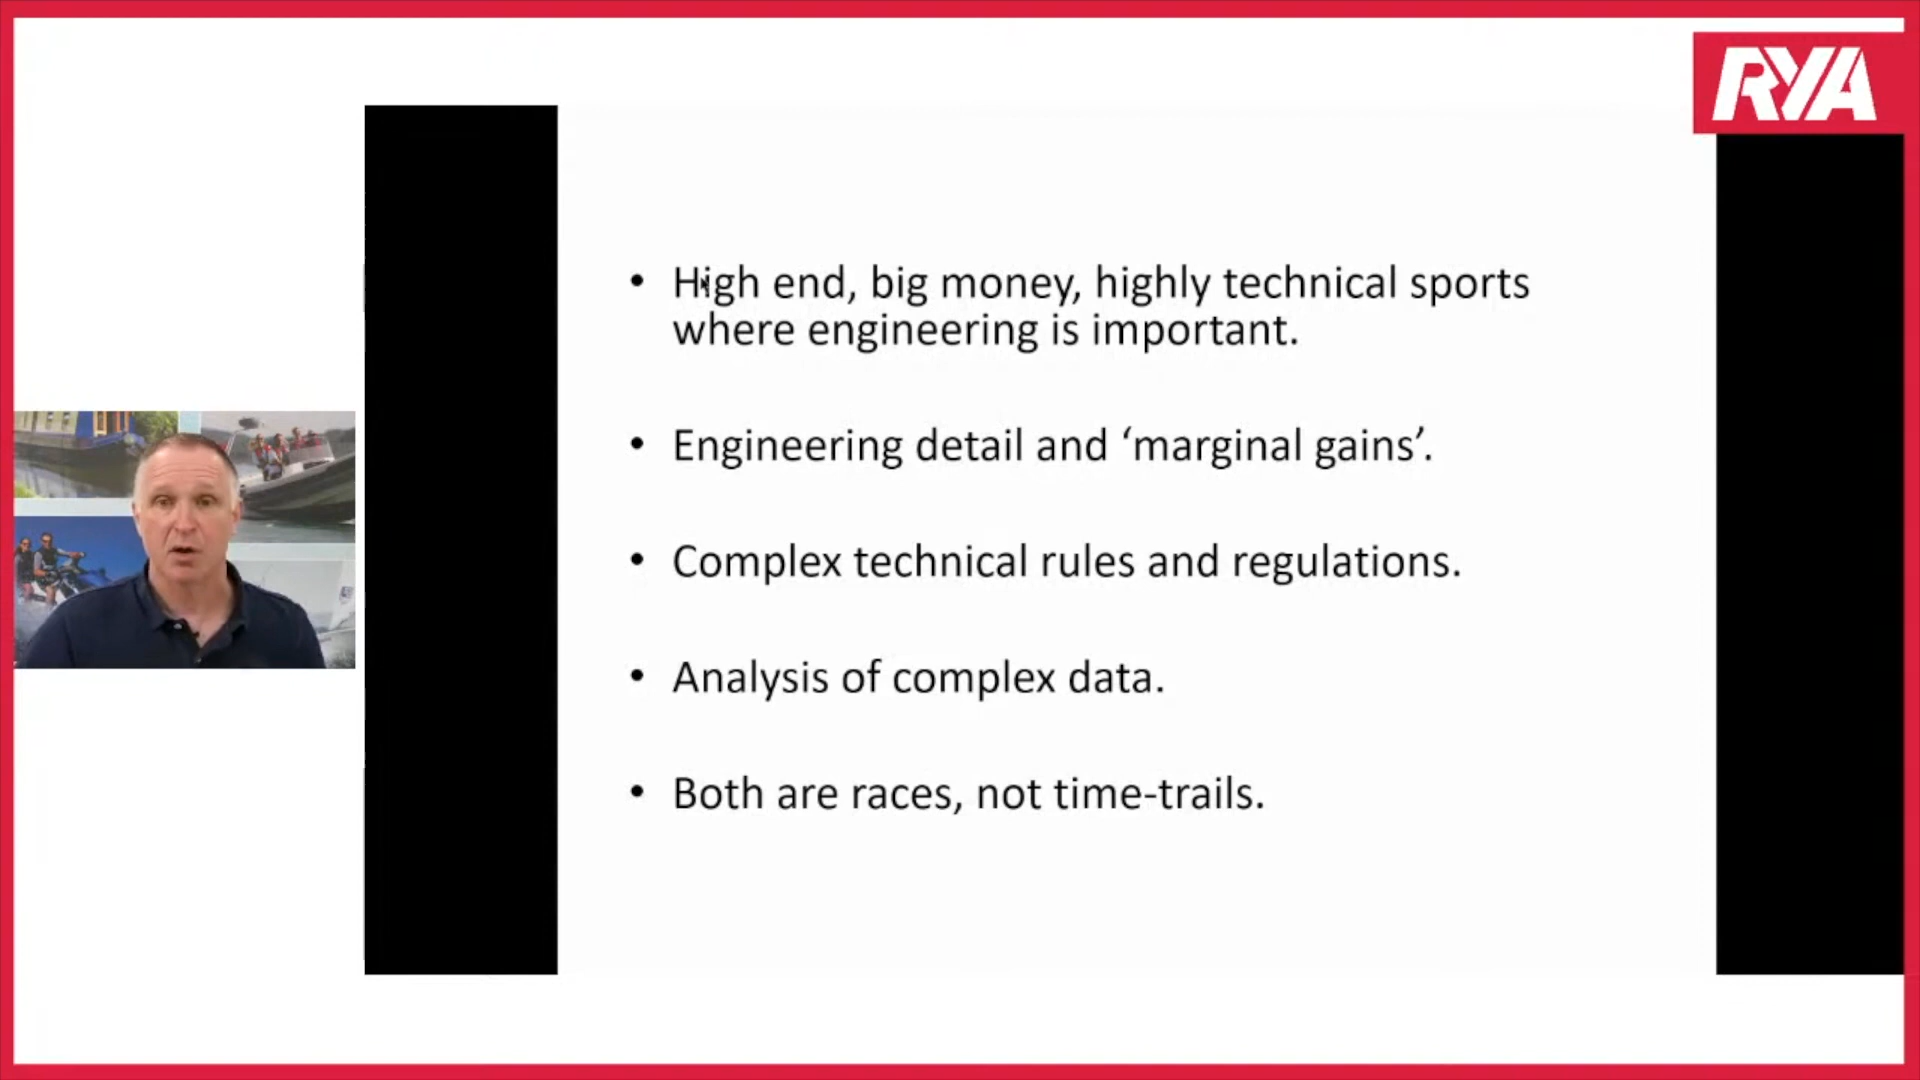 RYA
• High end, big money, highly technical sports
where engineering is important.
• Engineering detail and ‘marginal gains’.
• Complex technical rules and regulations.
• Analysis of complex data.
• Both are races, not time-trails.